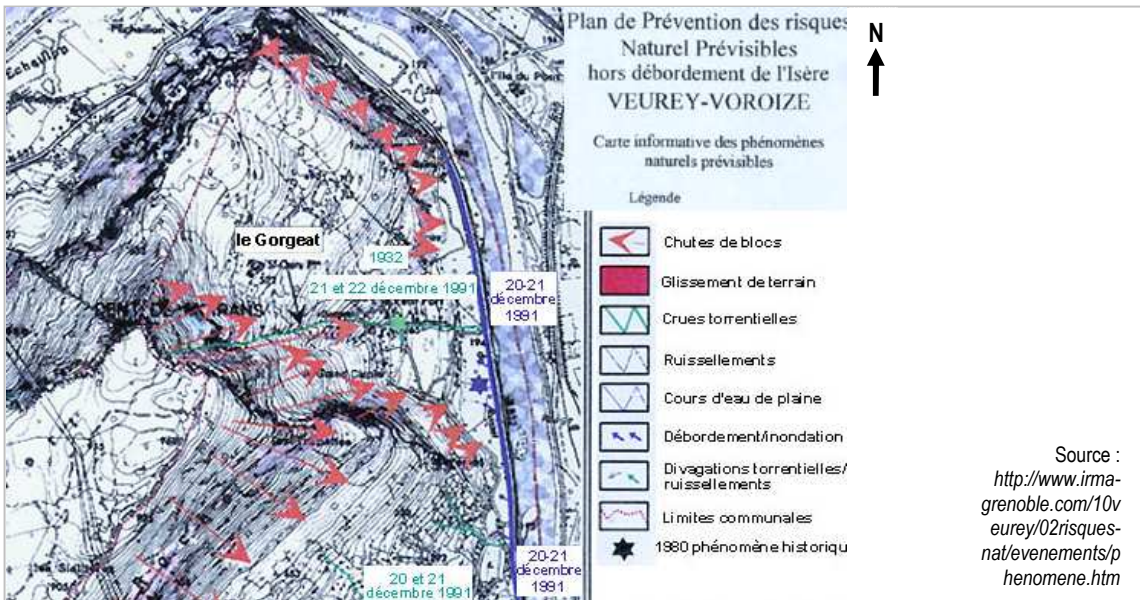 Plan de Prévention des risques
Naturel Prévisibles
hors débordement de l'Isère
VEUREY-VOROIZE
Carte informative des phénomènes
naturels prévisibles
Légende
Chutes de blocs
Glissement de terrain
Crues torrentielles
Ruissellements
Cours d'eau de plaine
Débordement/inondation
Divagations torrentielles/
ruissellements
Limites communales
1980 phénomène historiqu
N
Echaillon
le Gorgeat
1932
21 et 22 décembre 1991
20-21
décembre
1991
20-21
décembre
1991
20 et 21
décembre 1991
Source :
http://www.irma-
grenoble.com/10v
eurey/02risques-
nat/evenements/p
henomene.htm